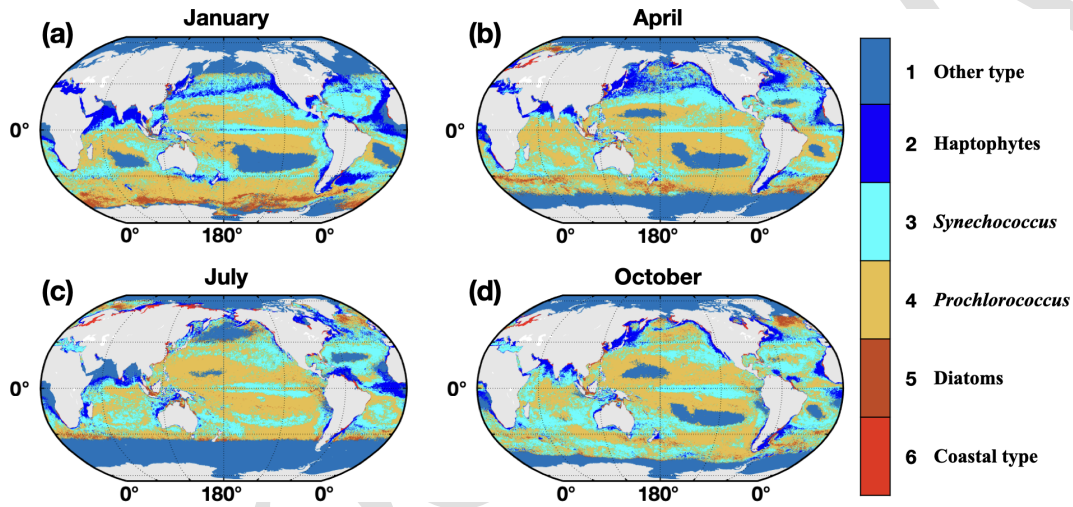 (a) January
(b) April
0°
0° 180° 0°
0°
0° 180° 0°
(c) July
(d) October
0°
0° 180° 0°
0°
0° 180° 0°
1 Other type
2 Haptophytes
3 Synechococcus
4 Prochlorococcus
5 Diatoms
6 Coastal type